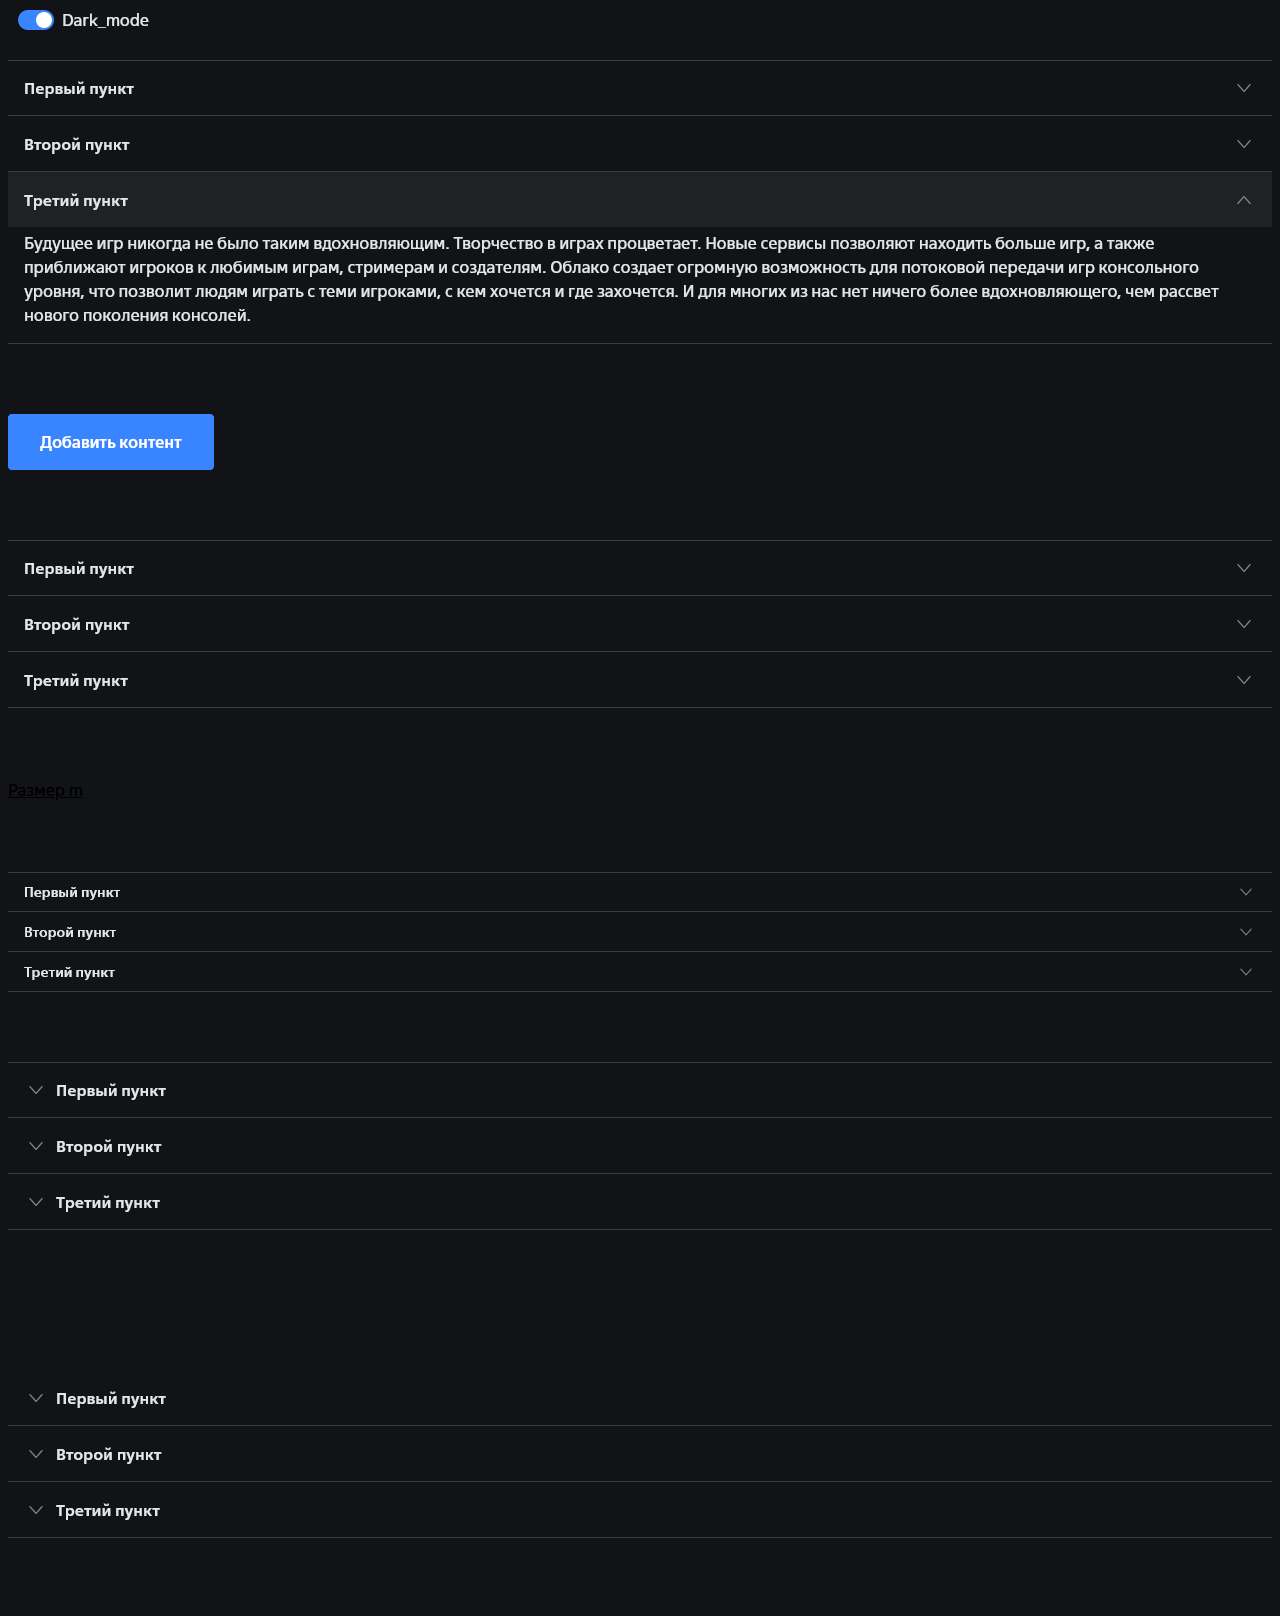 Dark_mode
Первый пункт
Второй пункт
Третий пункт
Будущее игр никогда не было таким вдохновляющим. Творчество в играх процветает. Новые сервисы позволяют находить больше игр, а также
приближают игроков к любимым играм, стримерам и создателям. Облако создает огромную возможность для потоковой передачи игр консольного
уровня, что позволит людям играть с теми игроками, с кем хочется и где захочется. И для многих из нас нет ничего более вдохновляющего, чем рассвет
нового поколения консолей.
Добавить контент
Первый пункт
Второй пункт
Третий пункт
Размер m
Первый пункт
Второй пункт
Третий пункт
Первый пункт
Второй пункт
Третий пункт
Первый пункт
Второй пункт
Третий пункт